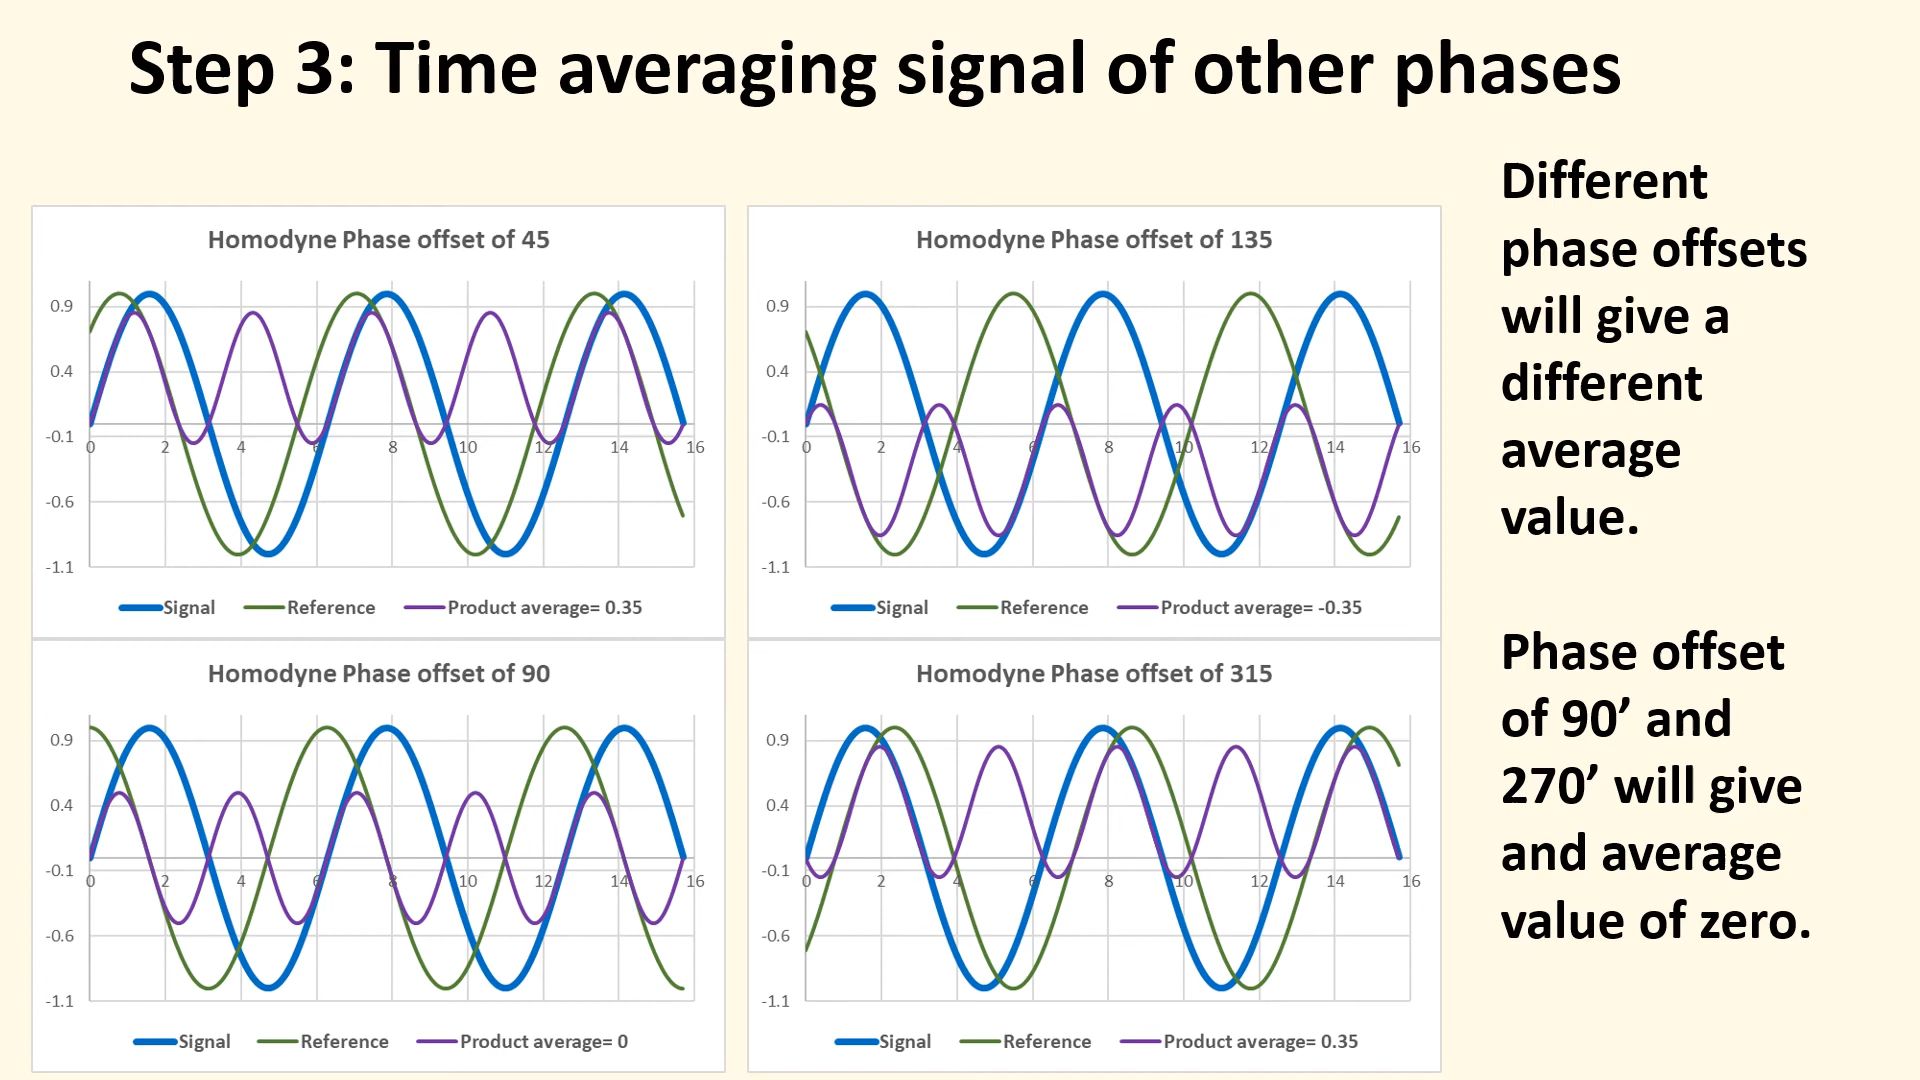 Step 3: Time averaging signal of other phases
Homodyne Phase offset of 45
0.9
0.4
-0.1
-0.6
-1.1
0 2 4 6 8 10 12 14 16
Signal Reference Product average= 0.35
Homodyne Phase offset of 135
0.9
0.4
-0.1
-0.6
-1.1
0 2 4 6 8 10 12 14 16
Signal Reference Product average= -0.35
Homodyne Phase offset of 90
0.9
0.4
-0.1
-0.6
-1.1
0 2 4 6 8 10 12 14 16
Signal Reference Product average= 0
Homodyne Phase offset of 315
0.9
0.4
-0.1
-0.6
-1.1
0 2 4 6 8 10 12 14 16
Signal Reference Product average= 0.35
Different
phase offsets
will give a
different
average
value.
Phase offset
of 90’ and
270’ will give
and average
value of zero.